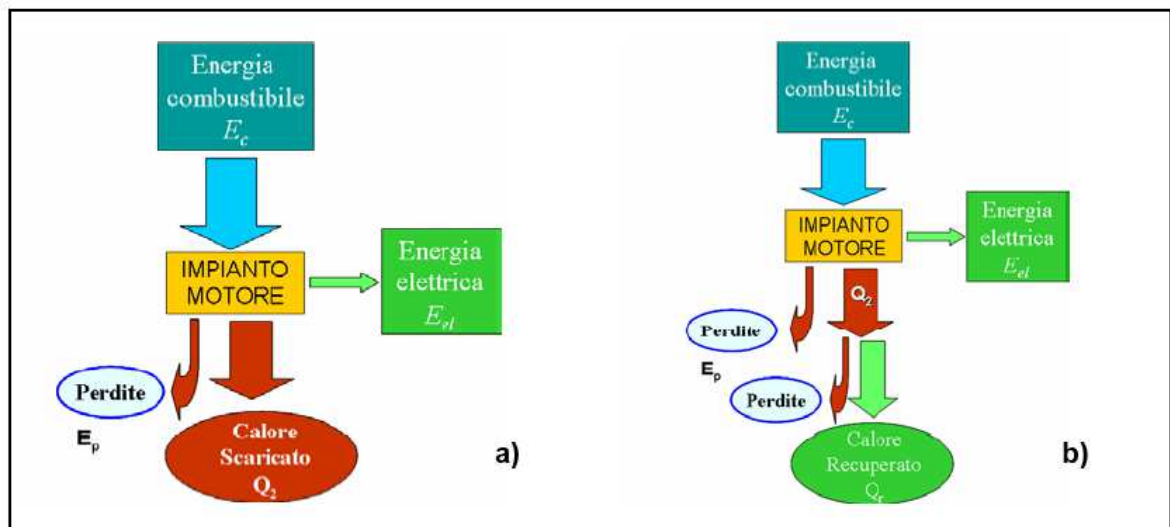 Energia
combustibile
E_c
IMPIANTO
MOTORE
Energia
elettrica
E_el
Perdite
E_p
Calore
Scaricato
Q_2
a)
Energia
combustibile
E_c
IMPIANTO
MOTORE
Energia
elettrica
E_el
Q_2
Perdite
E_p
Perdite
Calore
Recuperato
Q_r
b)